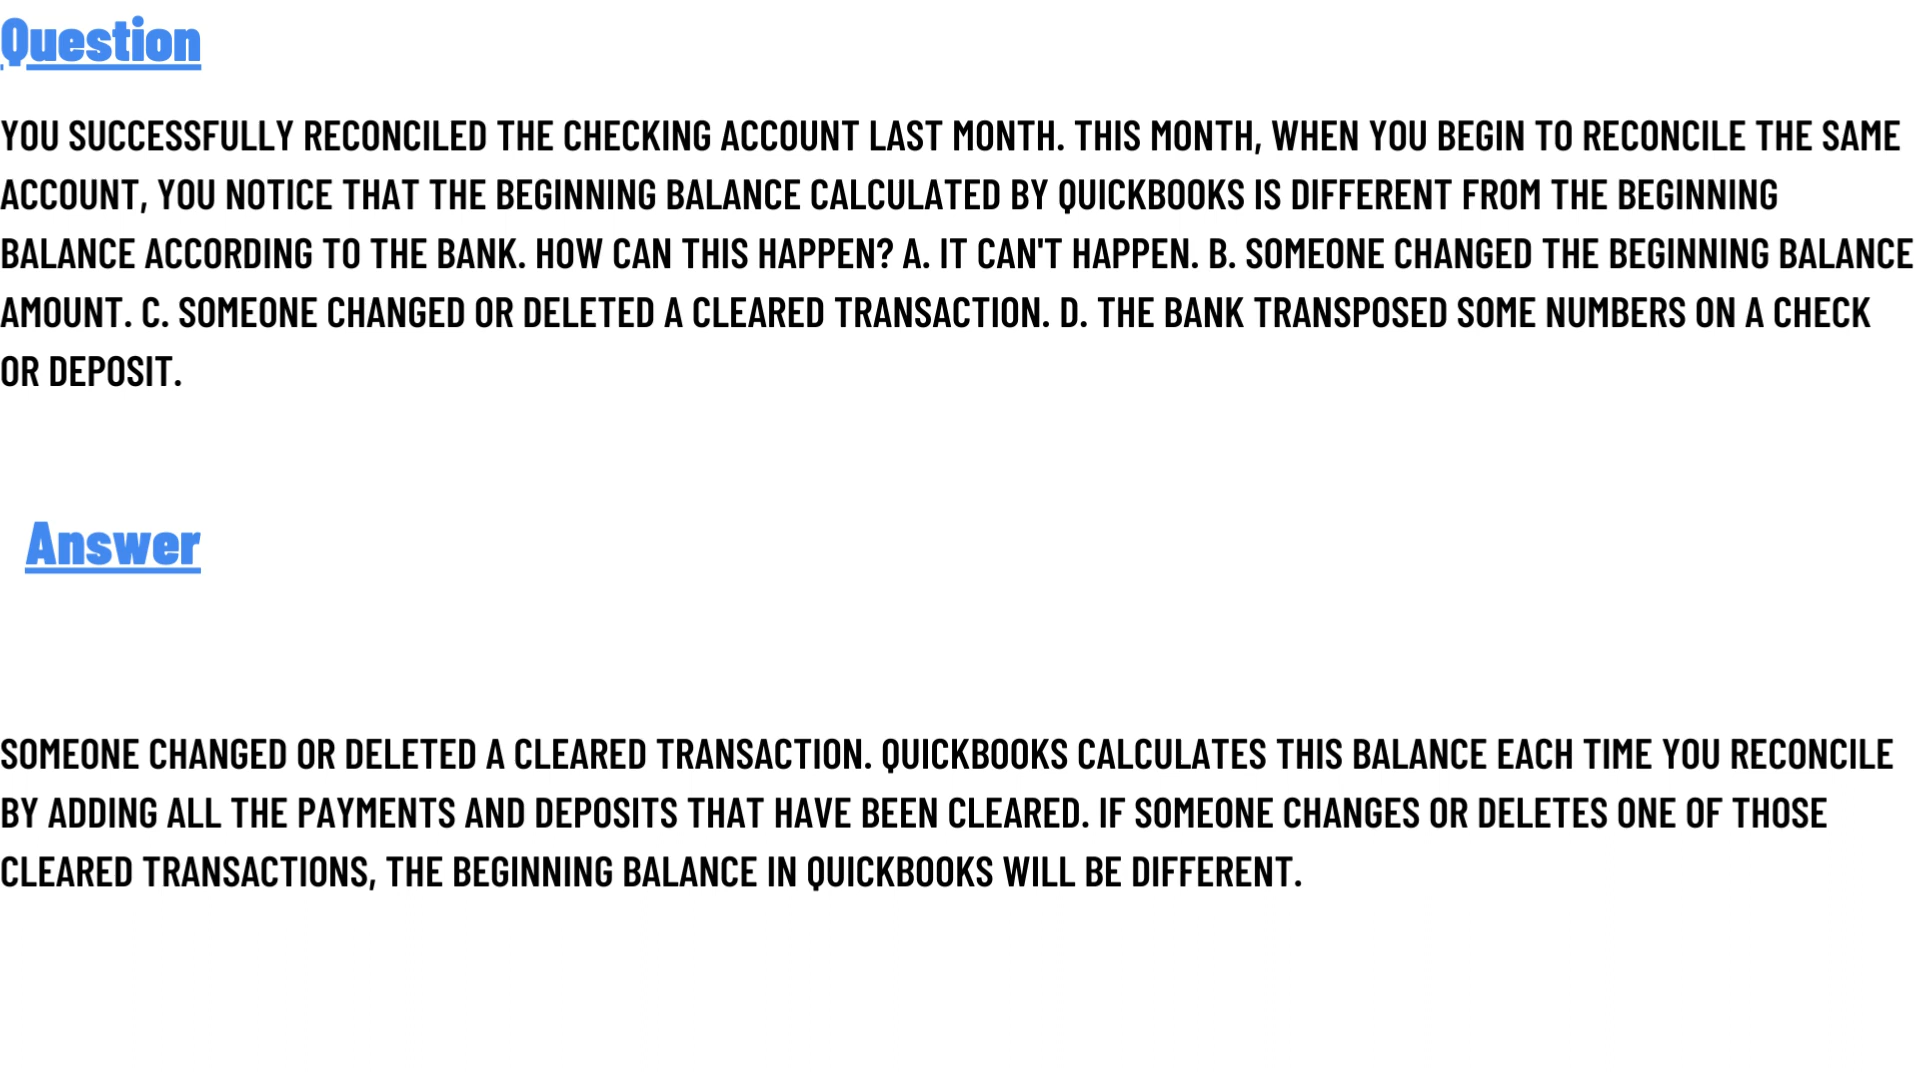 Question
YOU SUCCESSFULLY RECONCILED THE CHECKING ACCOUNT LAST MONTH. THIS MONTH, WHEN YOU BEGIN TO RECONCILE THE SAME
ACCOUNT, YOU NOTICE THAT THE BEGINNING BALANCE CALCULATED BY QUICKBOOKS IS DIFFERENT FROM THE BEGINNING
BALANCE ACCORDING TO THE BANK. HOW CAN THIS HAPPEN? A. IT CAN'T HAPPEN. B. SOMEONE CHANGED THE BEGINNING BALANCE
AMOUNT. C. SOMEONE CHANGED OR DELETED A CLEARED TRANSACTION. D. THE BANK TRANSPOSED SOME NUMBERS ON A CHECK
OR DEPOSIT.
Answer
SOMEONE CHANGED OR DELETED A CLEARED TRANSACTION. QUICKBOOKS CALCULATES THIS BALANCE EACH TIME YOU RECONCILE
BY ADDING ALL THE PAYMENTS AND DEPOSITS THAT HAVE BEEN CLEARED. IF SOMEONE CHANGES OR DELETES ONE OF THOSE
CLEARED TRANSACTIONS, THE BEGINNING BALANCE IN QUICKBOOKS WILL BE DIFFERENT.